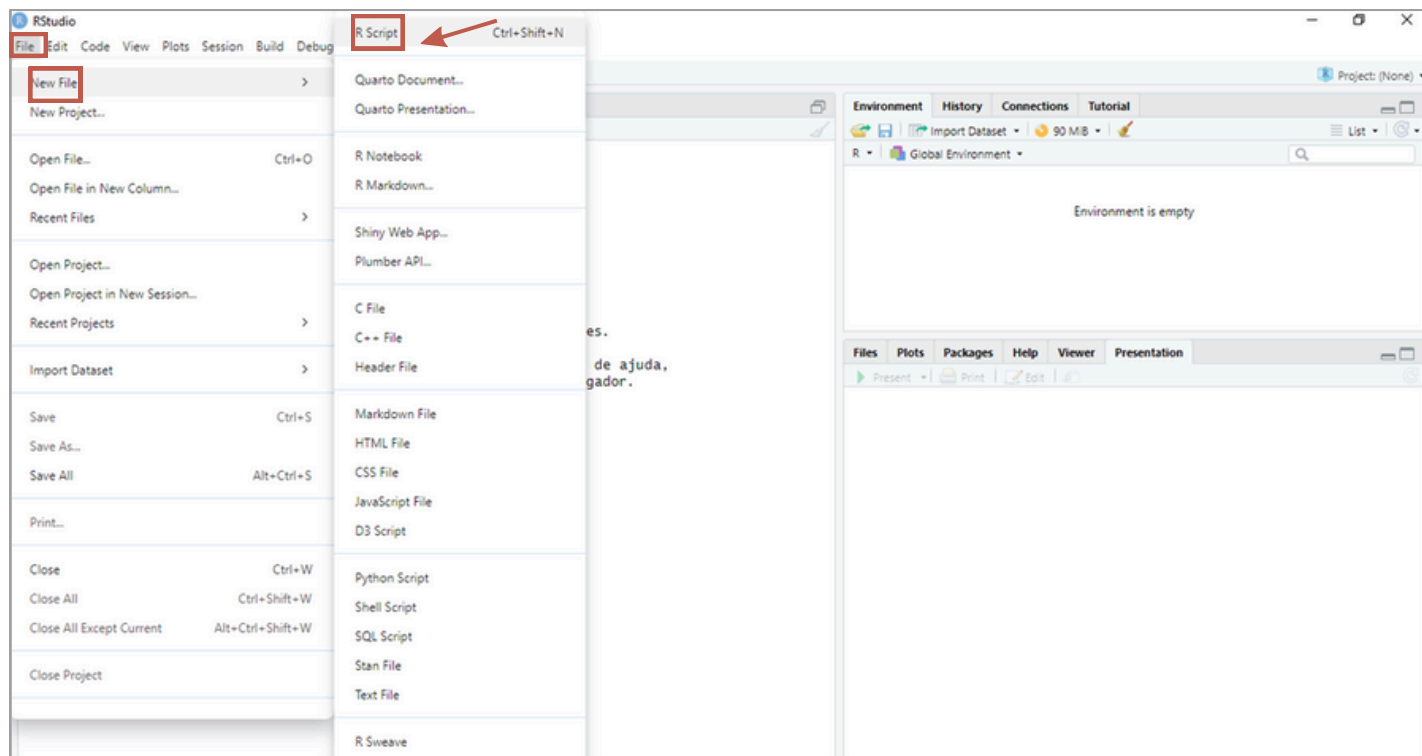 RStudio
File Edit Code View Plots Session Build Debug
New File
New Project...
Open File... Ctrl+O
Open File in New Column...
Recent Files
Open Project...
Open Project in New Session...
Recent Projects
Import Dataset
Save Ctrl+S
Save As...
Save All Alt+Ctrl+S
Print...
Close Ctrl+W
Close All Ctrl+Shift+W
Close All Except Current Alt+Ctrl+Shift+W
Close Project
R Script Ctrl+Shift+N
Quarto Document...
Quarto Presentation...
R Notebook
R Markdown...
Shiny Web App...
Plumber API...
C File
C++ File
Header File
Markdown File
HTML File
CSS File
JavaScript File
D3 Script
Python Script
Shell Script
SQL Script
Stan File
Text File
R Sweave
es.
de ajuda,
gador.
Project: (None)
Environment History Connections Tutorial
Import Dataset 90 MiB List
R Global Environment
Environment is empty
Files Plots Packages Help Viewer Presentation
Present Print Edit